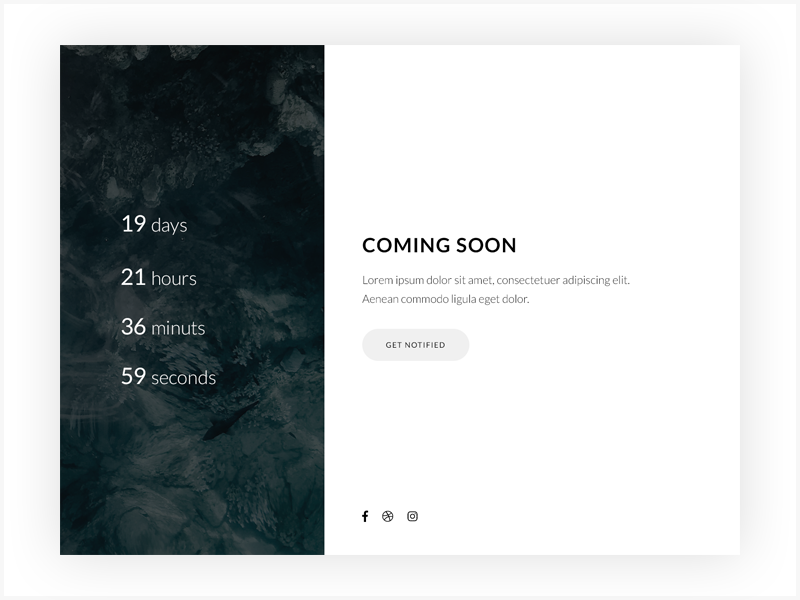 19 days
21 hours
36 minuts
59 seconds
COMING SOON
Lorem ipsum dolor sit amet, consectetuer adipiscing elit.
Aenean commodo ligula eget dolor.
GET NOTIFIED